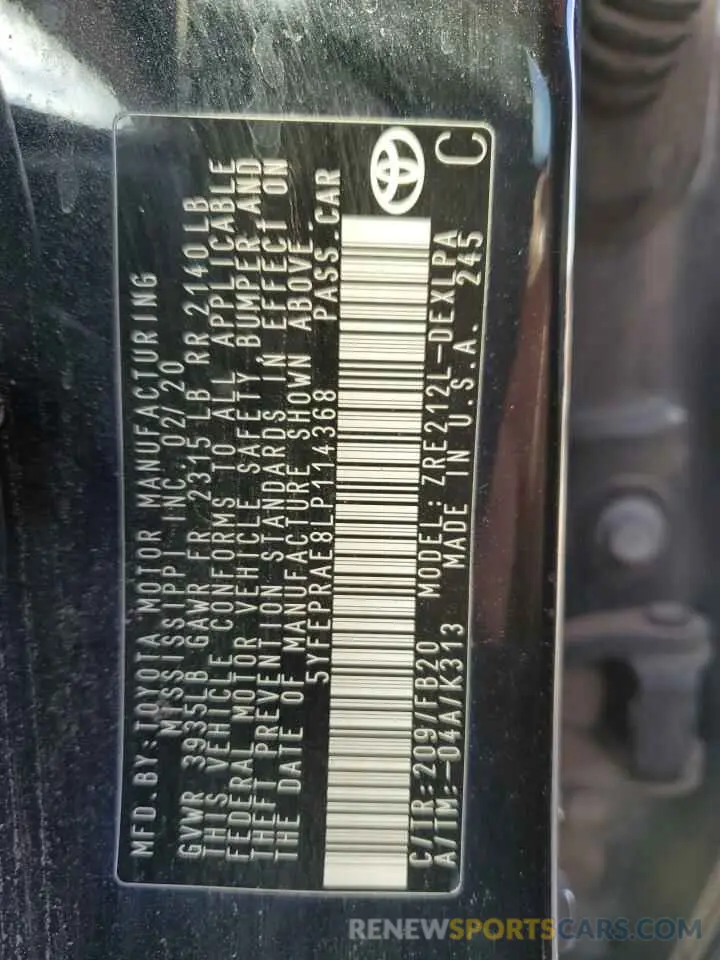 MFD.BY:TOYOTA MOTOR MANUFACTURING
MISSISSIPPI INC. 02/20
GVWR 3935LB GAWR FR 2315 LB RR 2140LB
THIS VEHICLE CONFORMS TO ALL APPLICABLE
FEDERAL MOTOR VEHICLE SAFETY, BUMPER AND
THEFT PREVENTION STANDARDS IN EFFECT ON
THE DATE OF MANUFACTURE SHOWN ABOVE.
5YFEPRAE8LP114368 PASS.CAR
C/TR:209/FB20 MODEL:ZRE212L-DEXLPA
A/TM:-04A/K313 MADE IN U.S.A. 245
C
RENEWSPORTSCARS.COM